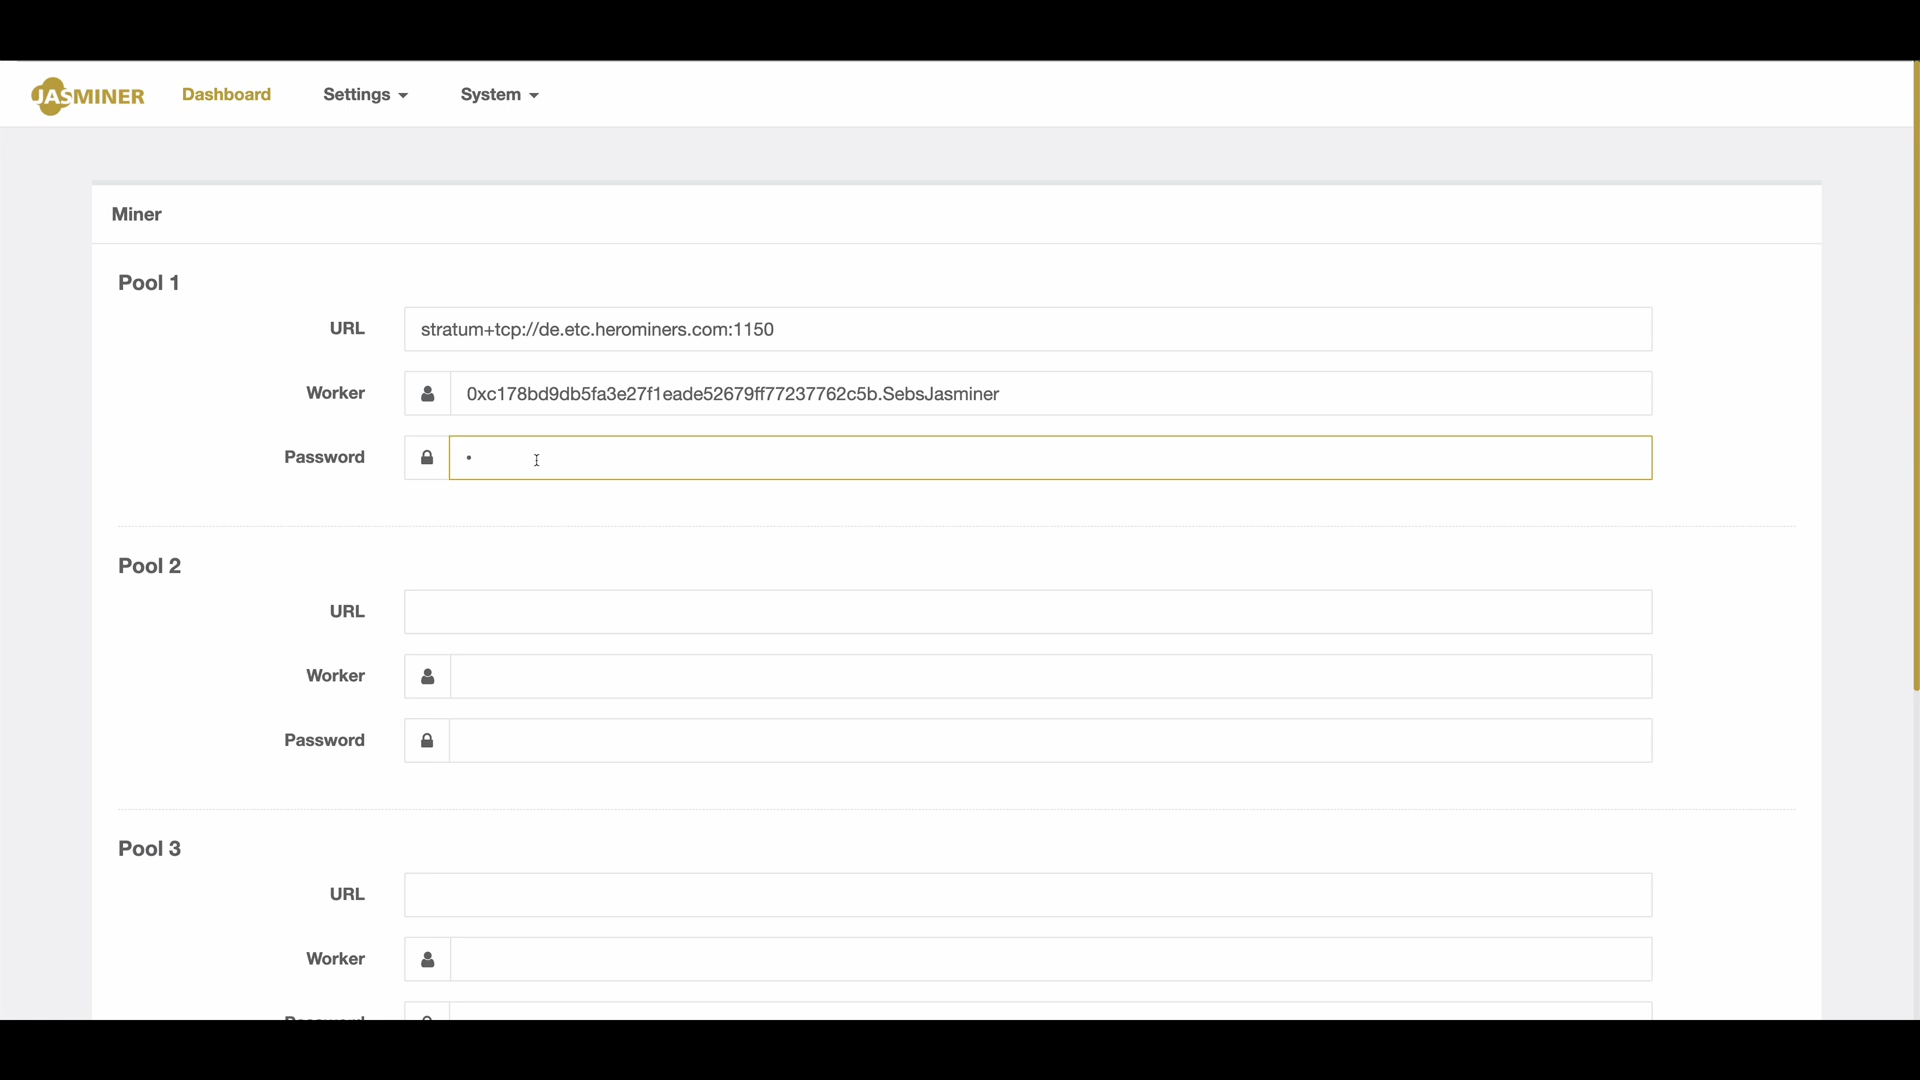 JASMINER Dashboard Settings System
Miner
Pool 1
URL stratum+tcp://de.etc.herominers.com:1150
Worker 0xc178bd9db5fa3e27f1eade52679ff77237762c5b.SebsJasminer
Password •
Pool 2
URL
Worker
Password
Pool 3
URL
Worker
Password